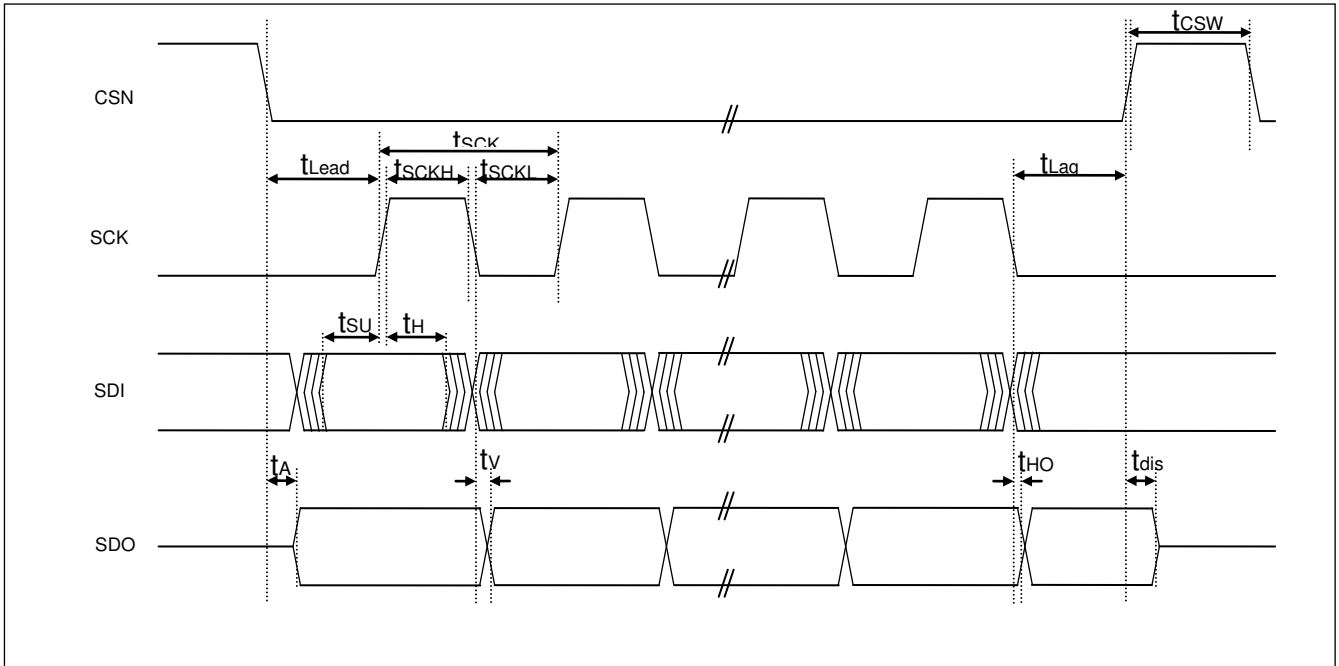 tCSW
CSN
tSCK
tLead
tSCKH
tSCKL
tLag
SCK
tSU
tH
SDI
tA
tV
tHO
tdis
SDO